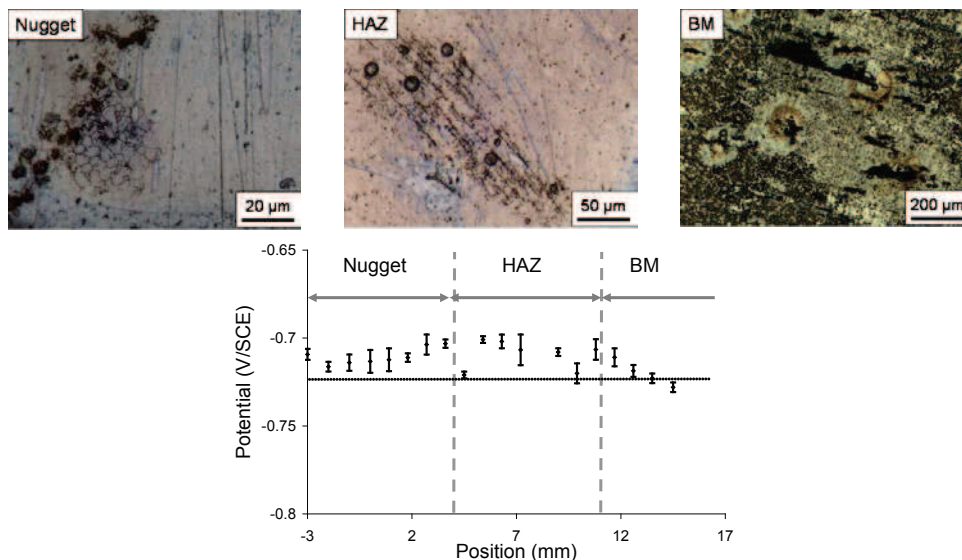 Nugget
HAZ
BM
20 µm
50 µm
200 µm
-0.65
Nugget
HAZ
BM
-0.7
Potential (V/SCE)
-0.75
-0.8
-3
2
7
12
17
Position (mm)